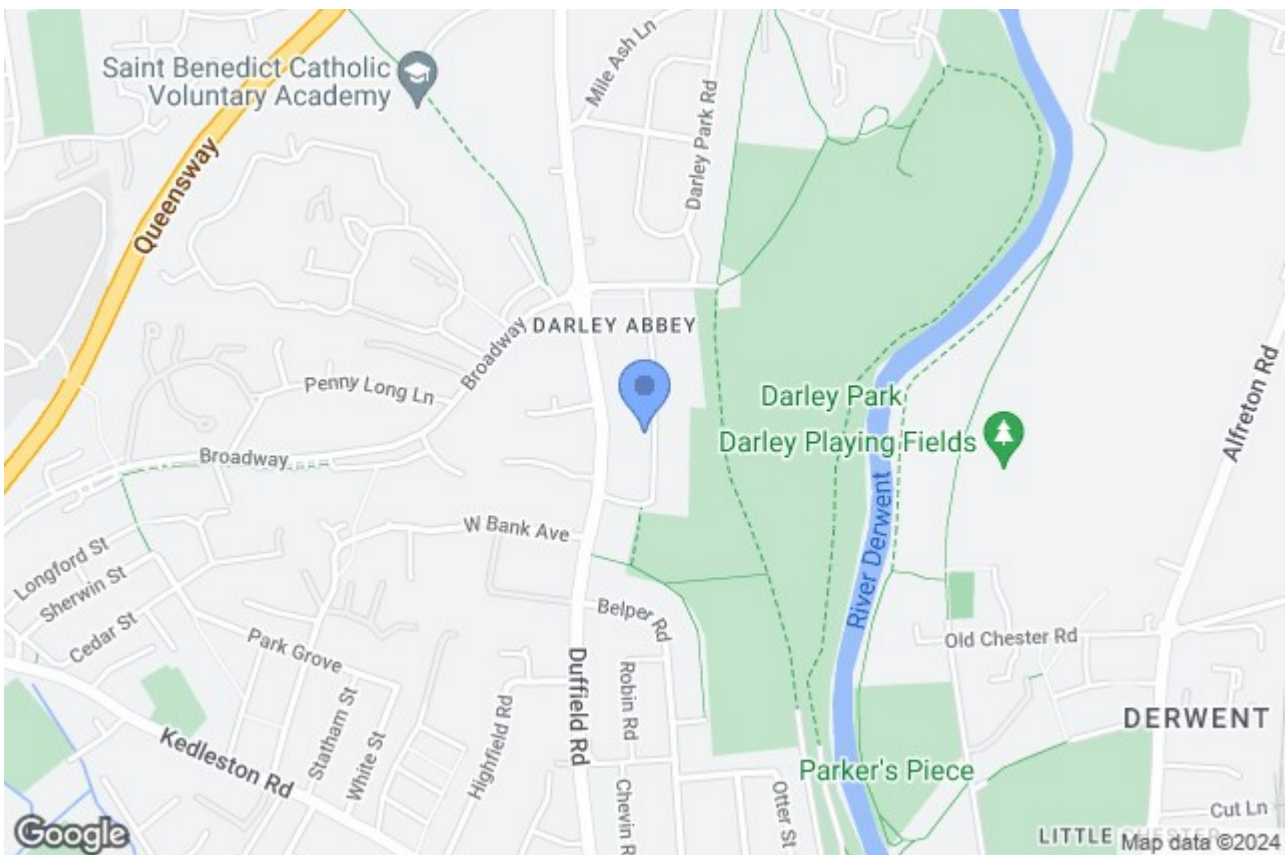 Saint Benedict Catholic
Voluntary Academy
Mile Ash Ln
Darley Park Rd
Queensway
DARLEY ABBEY
Broadway
Penny Long Ln
Darley Park
Darley Playing Fields
Alfreton Rd
Broadway
W Bank Ave
Longford St
Sherwin St
Cedar St
River Derwent
Belper Rd
Old Chester Rd
Park Grove
Duffield Rd
Robin Rd
Statham St
White St
Highfield Rd
DERWENT
Kedleston Rd
Parker's Piece
Otter St
Chevin R
Cut Ln
Google
LITTLE
Map data ©2024